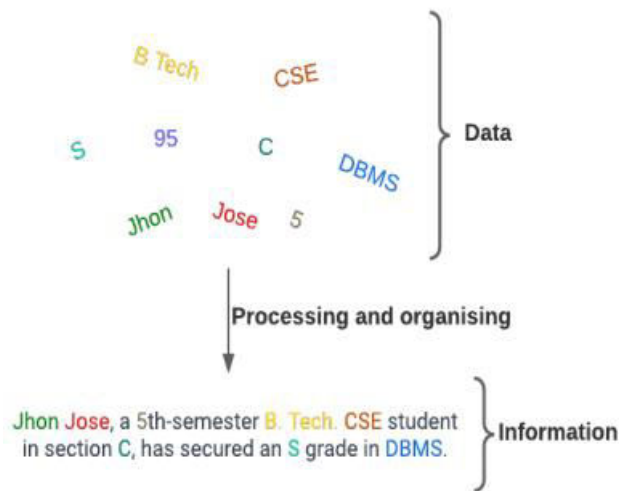 B Tech
CSE
S
95
C
DBMS
Data
Jhon
Jose
5
Processing and organising
Jhon Jose, a 5th-semester B. Tech. CSE student
in section C, has secured an S grade in DBMS.
Information